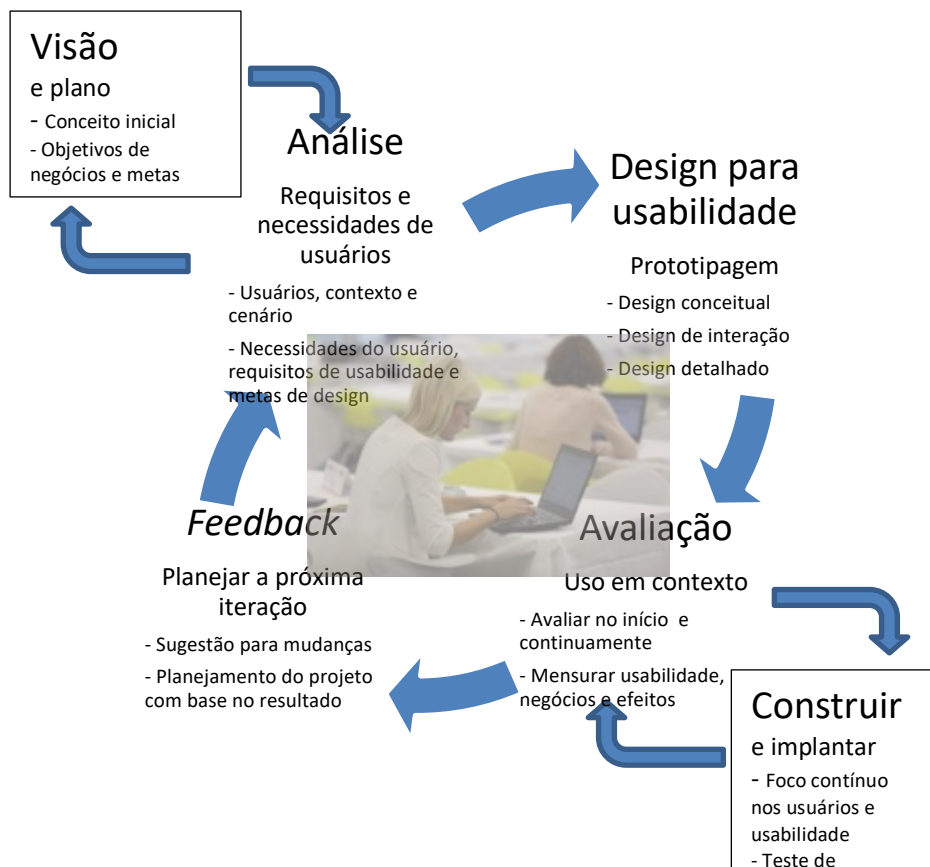 Visão
e plano
- Conceito inicial
- Objetivos de
negócios e metas
Análise
Requisitos e
necessidades de
usuários
- Usuários, contexto e
cenário
- Necessidades do usuário,
requisitos de usabilidade e
metas de design
Design para
usabilidade
Prototipagem
- Design conceitual
- Design de interação
- Design detalhado
Avaliação
Uso em contexto
- Avaliar no início e
continuamente
- Mensurar usabilidade,
negócios e efeitos
Feedback
Planejar a próxima
iteração
- Sugestão para mudanças
- Planejamento do projeto
com base no resultado
Construir
e implantar
- Foco contínuo
nos usuários e
usabilidade
- Teste de